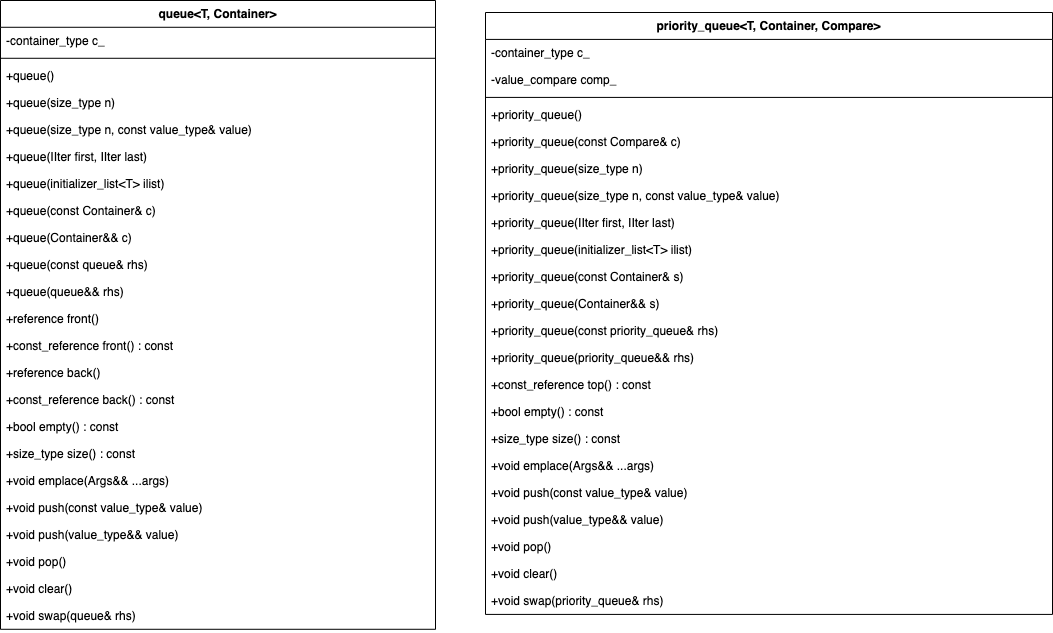 queue<T, Container>
-container_type c_
+queue()
+queue(size_type n)
+queue(size_type n, const value_type& value)
+queue(IIter first, IIter last)
+queue(initializer_list<T> ilist)
+queue(const Container& c)
+queue(Container&& c)
+queue(const queue& rhs)
+queue(queue&& rhs)
+reference front()
+const_reference front() : const
+reference back()
+const_reference back() : const
+bool empty() : const
+size_type size() : const
+void emplace(Args&& ...args)
+void push(const value_type& value)
+void push(value_type&& value)
+void pop()
+void clear()
+void swap(queue& rhs)
priority_queue<T, Container, Compare>
-container_type c_
-value_compare comp_
+priority_queue()
+priority_queue(const Compare& c)
+priority_queue(size_type n)
+priority_queue(size_type n, const value_type& value)
+priority_queue(IIter first, IIter last)
+priority_queue(initializer_list<T> ilist)
+priority_queue(const Container& s)
+priority_queue(Container&& s)
+priority_queue(const priority_queue& rhs)
+priority_queue(priority_queue&& rhs)
+const_reference top() : const
+bool empty() : const
+size_type size() : const
+void emplace(Args&& ...args)
+void push(const value_type& value)
+void push(value_type&& value)
+void pop()
+void clear()
+void swap(priority_queue& rhs)